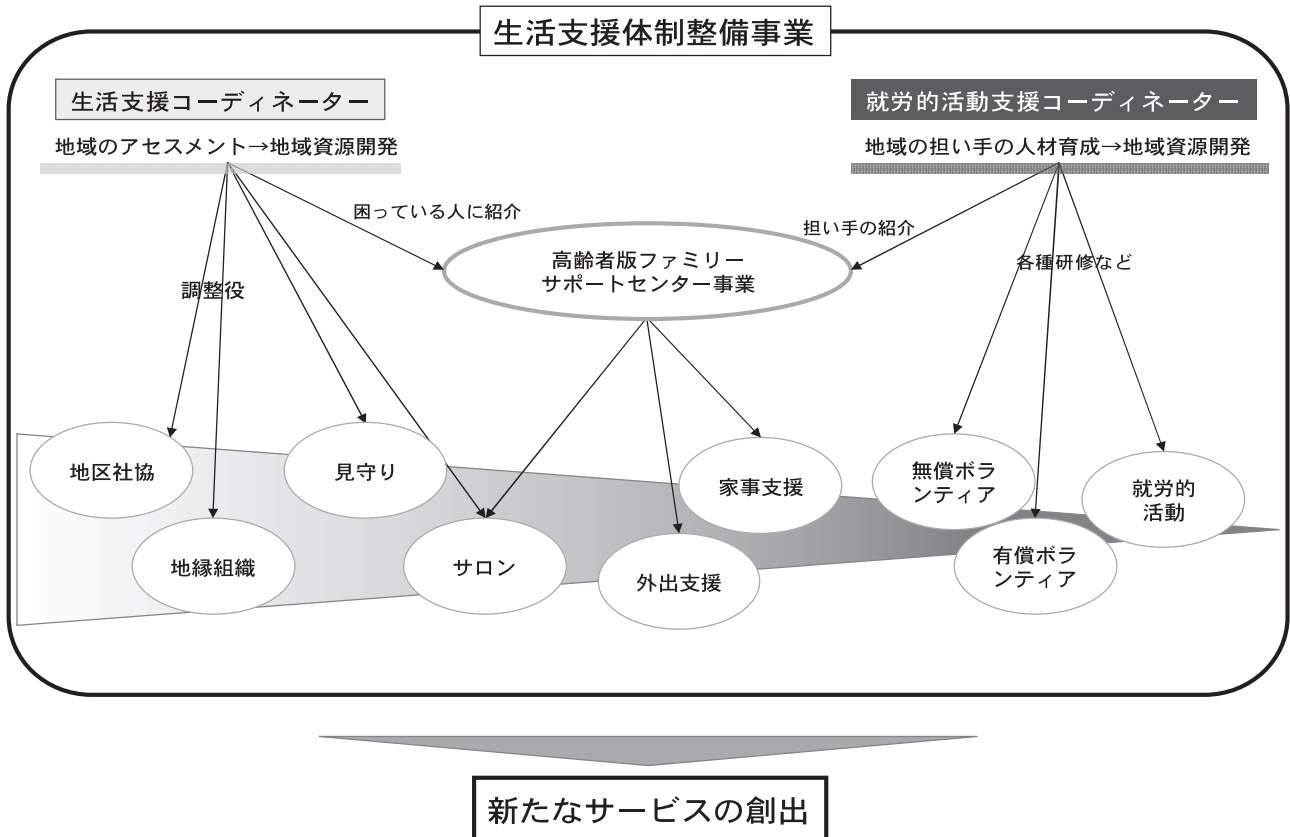 生活支援体制整備事業
生活支援コーディネーター
就労的活動支援コーディネーター
地域のアセスメント→地域資源開発
地域の担い手の人材育成→地域資源開発
困っている人に紹介
担い手の紹介
高齢者版ファミリー
サポートセンター事業
各種研修など
調整役
地区社協
見守り
家事支援
無償ボラ
ンティア
就労的
活動
地縁組織
サロン
外出支援
有償ボラ
ンティア
新たなサービスの創出